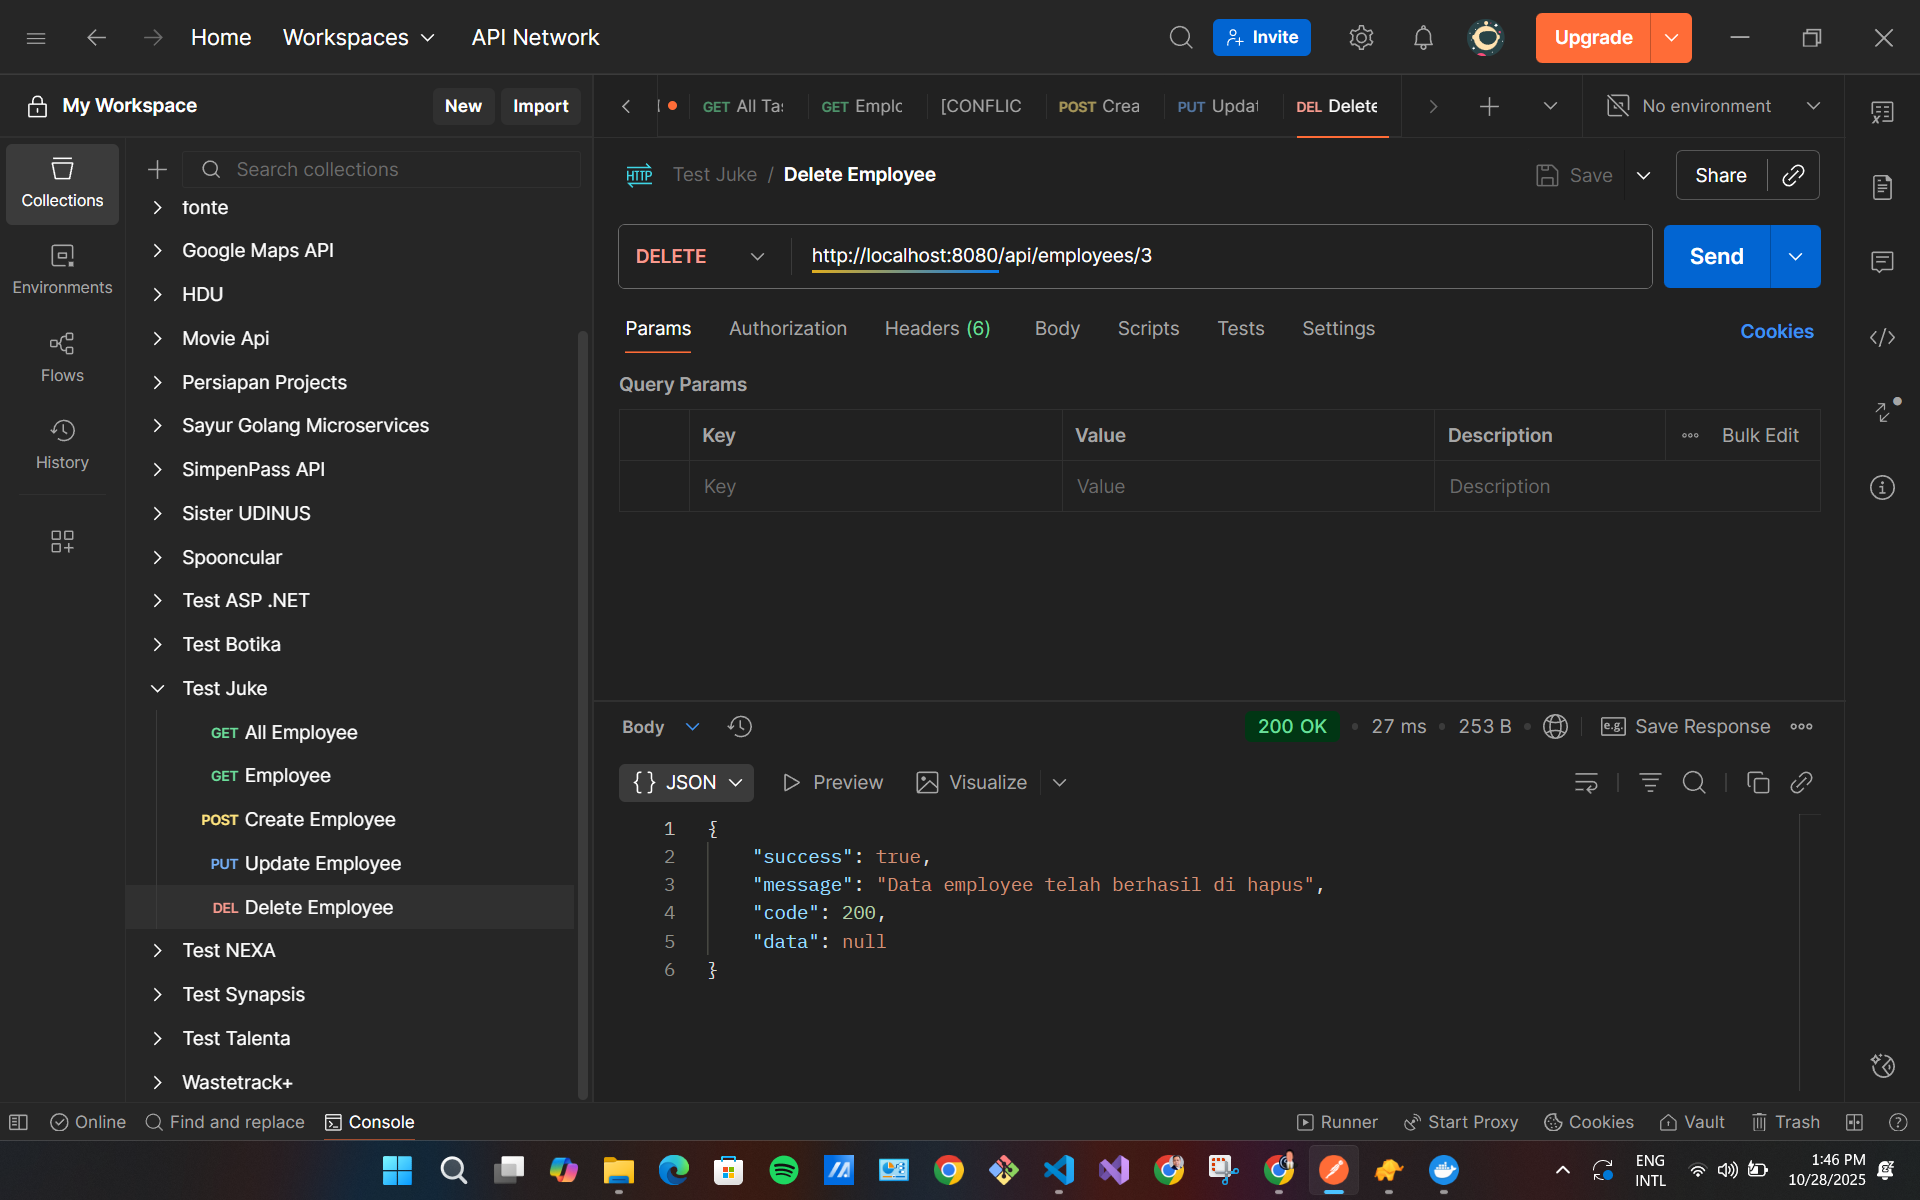 Home
Workspaces
API Network
Invite
Upgrade
My Workspace
New
Import
GET All Tas
GET Emplc
[CONFLIC
POST Crea
PUT Updat
DEL Delete
No environment
Collections
Environments
Flows
History
Search collections
fonte
Google Maps API
HDU
Movie Api
Persiapan Projects
Sayur Golang Microservices
SimpenPass API
Sister UDINUS
Spooncular
Test ASP .NET
Test Botika
Test Juke
GET All Employee
GET Employee
POST Create Employee
PUT Update Employee
DEL Delete Employee
Test NEXA
Test Synapsis
Test Talenta
Wastetrack+
HTTP Test Juke / Delete Employee
Save
Share
DELETE
http://localhost:8080/api/employees/3
Send
Params
Authorization
Headers (6)
Body
Scripts
Tests
Settings
Cookies
Query Params
Key
Value
Description
Bulk Edit
Key
Value
Description
Body
200 OK • 27 ms • 253 B
e.g. Save Response
{} JSON
Preview
Visualize
1 {
2 "success": true,
3 "message": "Data employee telah berhasil di hapus",
4 "code": 200,
5 "data": null
6 }
Online
Find and replace
Console
Runner
Start Proxy
Cookies
Vault
Trash
ENG
INTL
1:46 PM
10/28/2025